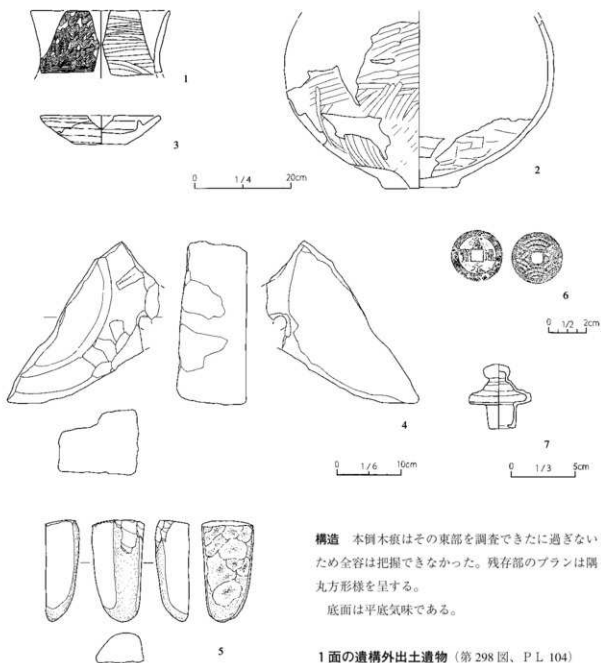 1
2
3
0 1/4 20cm
4
6
0 1/2 2cm
7
0 1/6 10cm
0 1/3 5cm
5
構造 本倒木痕はその東部を調査できたに過ぎない
ため全容は把握できなかった。残存部のプランは隅
丸方形様を呈する。
底面は平底気味である。
1面の遺構外出土遺物(第298図、PL 104)